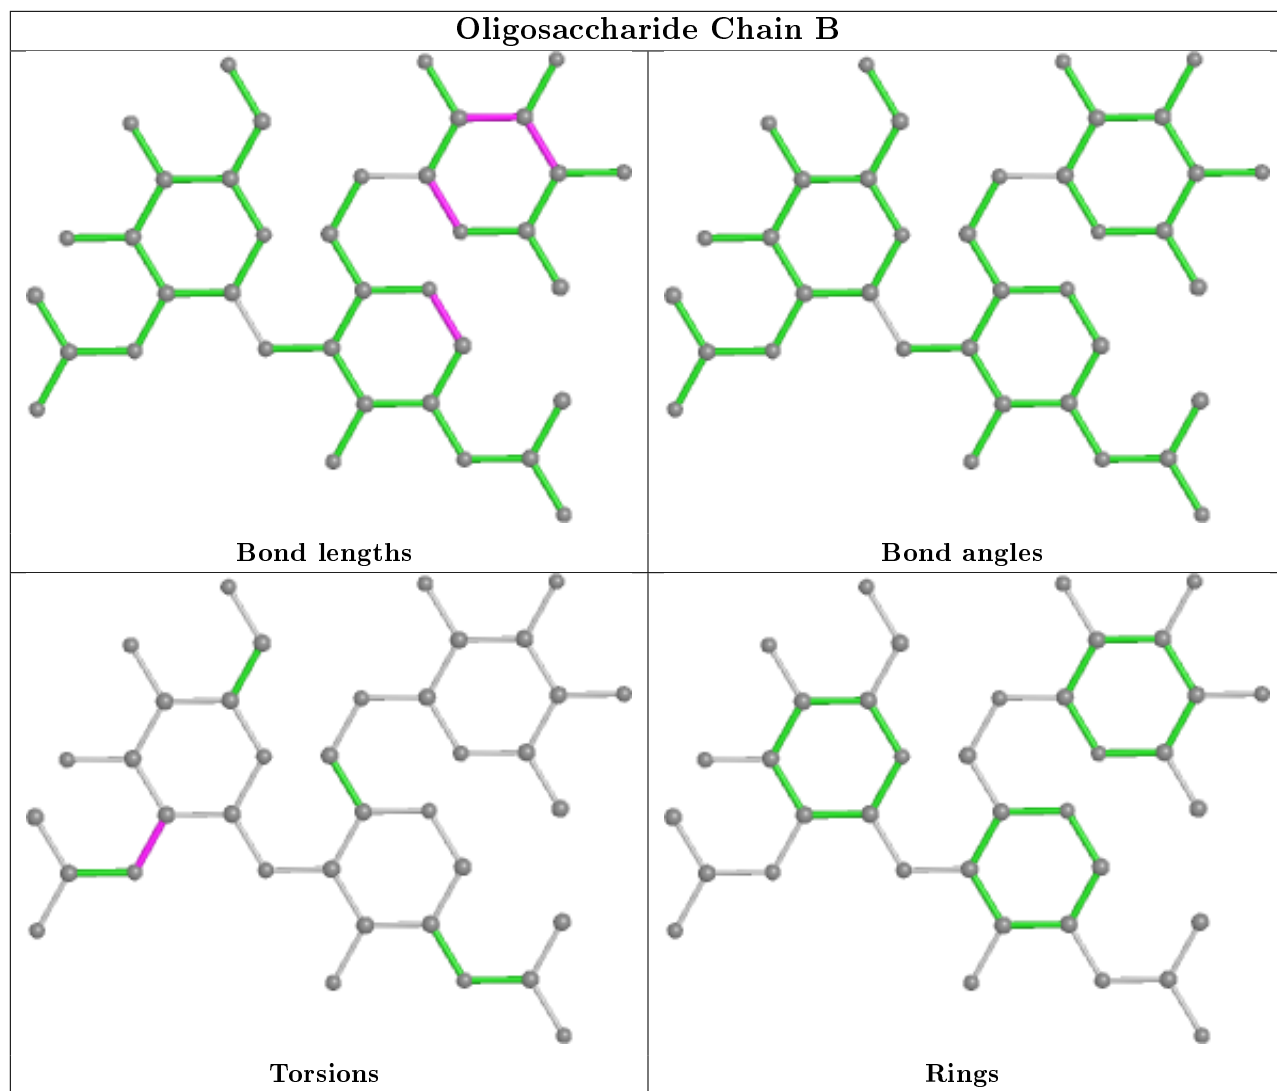 Oligosaccharide Chain B
Bond lengths
Bond angles
Torsions
Rings